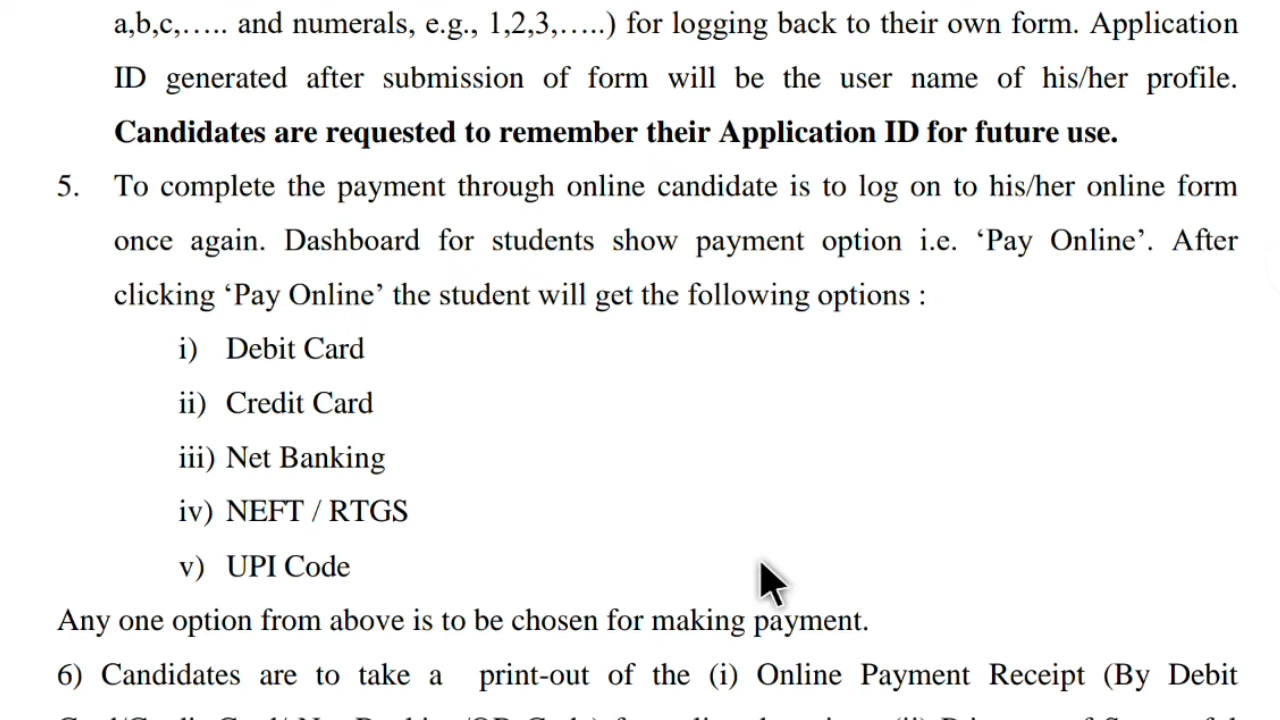 a,b,c,..... and numerals, e.g., 1,2,3,.....) for logging back to their own form. Application
ID generated after submission of form will be the user name of his/her profile.
Candidates are requested to remember their Application ID for future use.
5. To complete the payment through online candidate is to log on to his/her online form
once again. Dashboard for students show payment option i.e. ‘Pay Online’. After
clicking ‘Pay Online’ the student will get the following options :
i) Debit Card
ii) Credit Card
iii) Net Banking
iv) NEFT / RTGS
v) UPI Code
Any one option from above is to be chosen for making payment.
6) Candidates are to take a print-out of the (i) Online Payment Receipt (By Debit